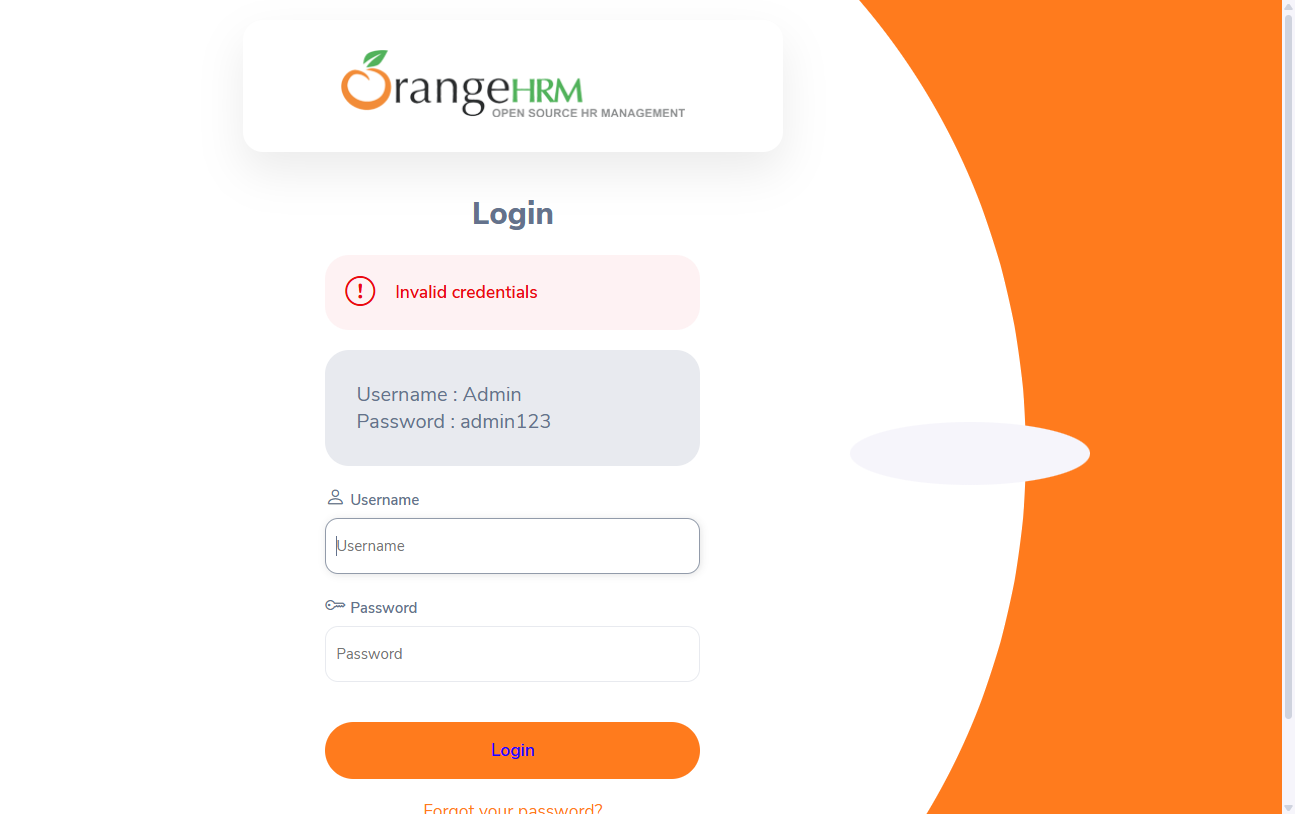 OrangeHRM
OPEN SOURCE HR MANAGEMENT
Login
Invalid credentials
Username : Admin
Password : admin123
Username
Username
Password
Password
Login
Forgot your password?